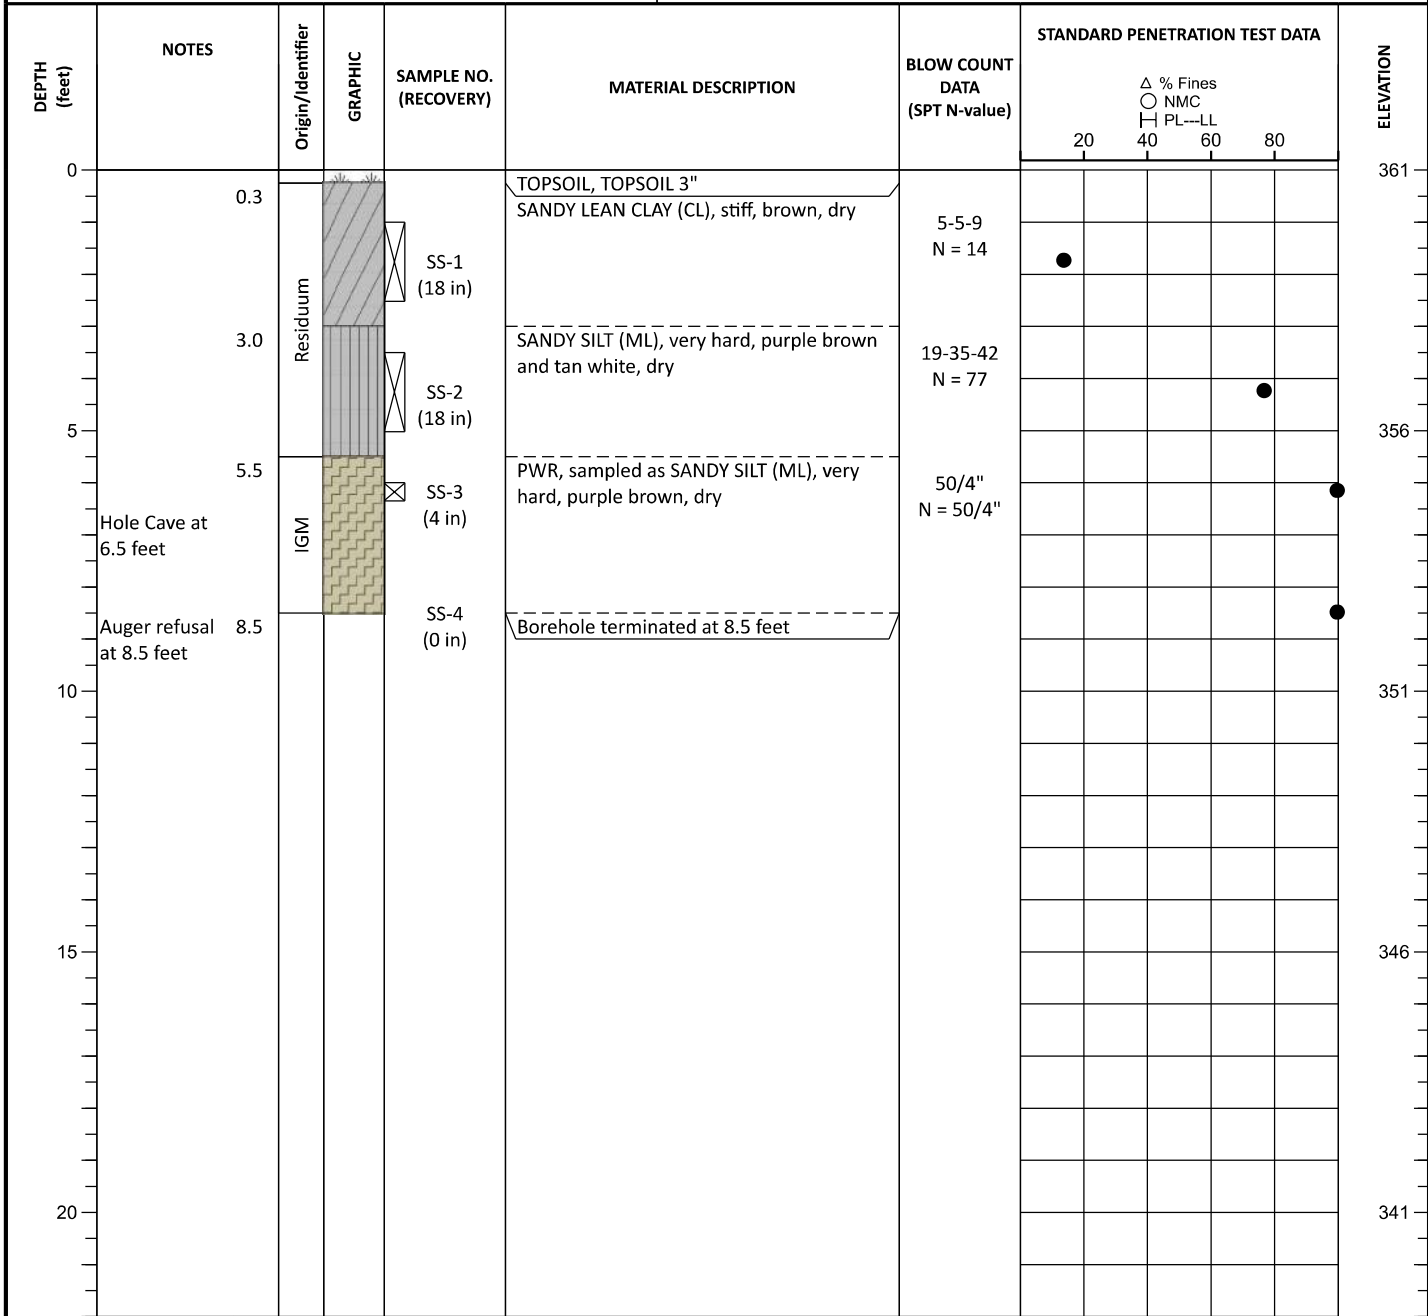 DEPTH
(feet)
NOTES
Origin/Identifier
GRAPHIC
SAMPLE NO.
(RECOVERY)
MATERIAL DESCRIPTION
BLOW COUNT
DATA
(SPT N-value)
STANDARD PENETRATION TEST DATA
% Fines
NMC
PL---LL
20 40 60 80
ELEVATION
0
361
0.3
TOPSOIL, TOPSOIL 3"
SANDY LEAN CLAY (CL), stiff, brown, dry
5-5-9
N = 14
SS-1
(18 in)
Residuum
3.0
SANDY SILT (ML), very hard, purple brown
and tan white, dry
19-35-42
N = 77
SS-2
(18 in)
5
356
5.5
PWR, sampled as SANDY SILT (ML), very
hard, purple brown, dry
50/4"
N = 50/4"
SS-3
(4 in)
Hole Cave at
6.5 feet
IGM
SS-4
(0 in)
Auger refusal 8.5
at 8.5 feet
Borehole terminated at 8.5 feet
10
351
15
346
20
341